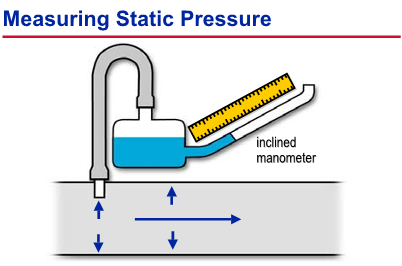 Measuring Static Pressure
inclined
manometer